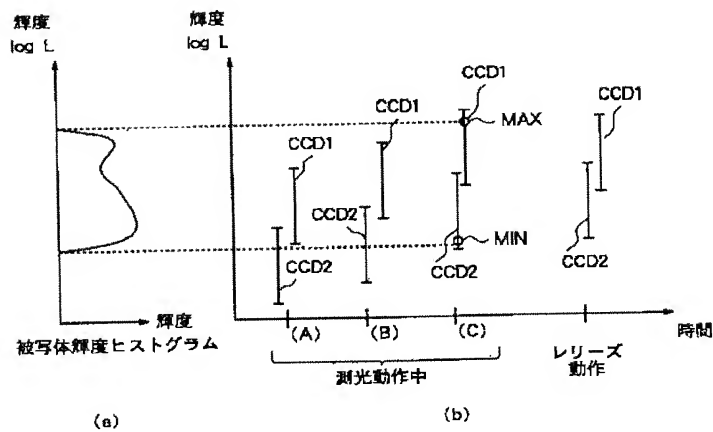 輝度
log L
輝度
log L
CCD1
CCD1
CCD1
MAX
CCD1
CCD2
MIN
CCD2
CCD2
CCD2
輝度
(A)
(B)
(C)
時間
被写体輝度ヒストグラム
測光動作中
レリーズ
動作
(a)
(b)